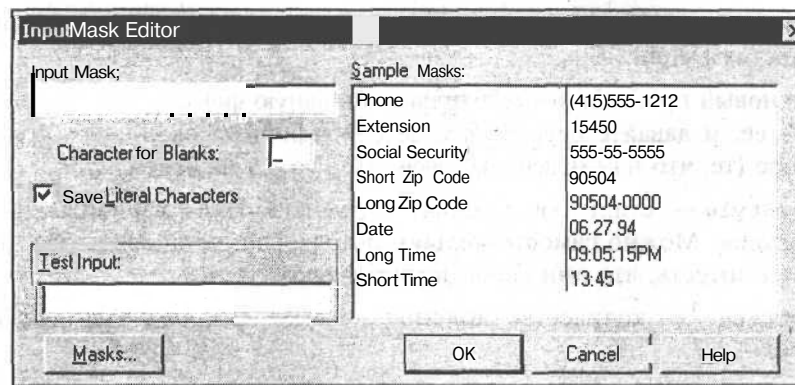 InputMask Editor
Input Mask;
Character for Blanks: _
Save Literal Characters
Test Input:
Masks...
Sample Masks:
Phone (415)555-1212
Extension 15450
Social Security 555-55-5555
Short Zip Code 90504
Long Zip Code 90504-0000
Date 06.27.94
Long Time 09:05:15PM
Short Time 13:45
OK Cancel Help